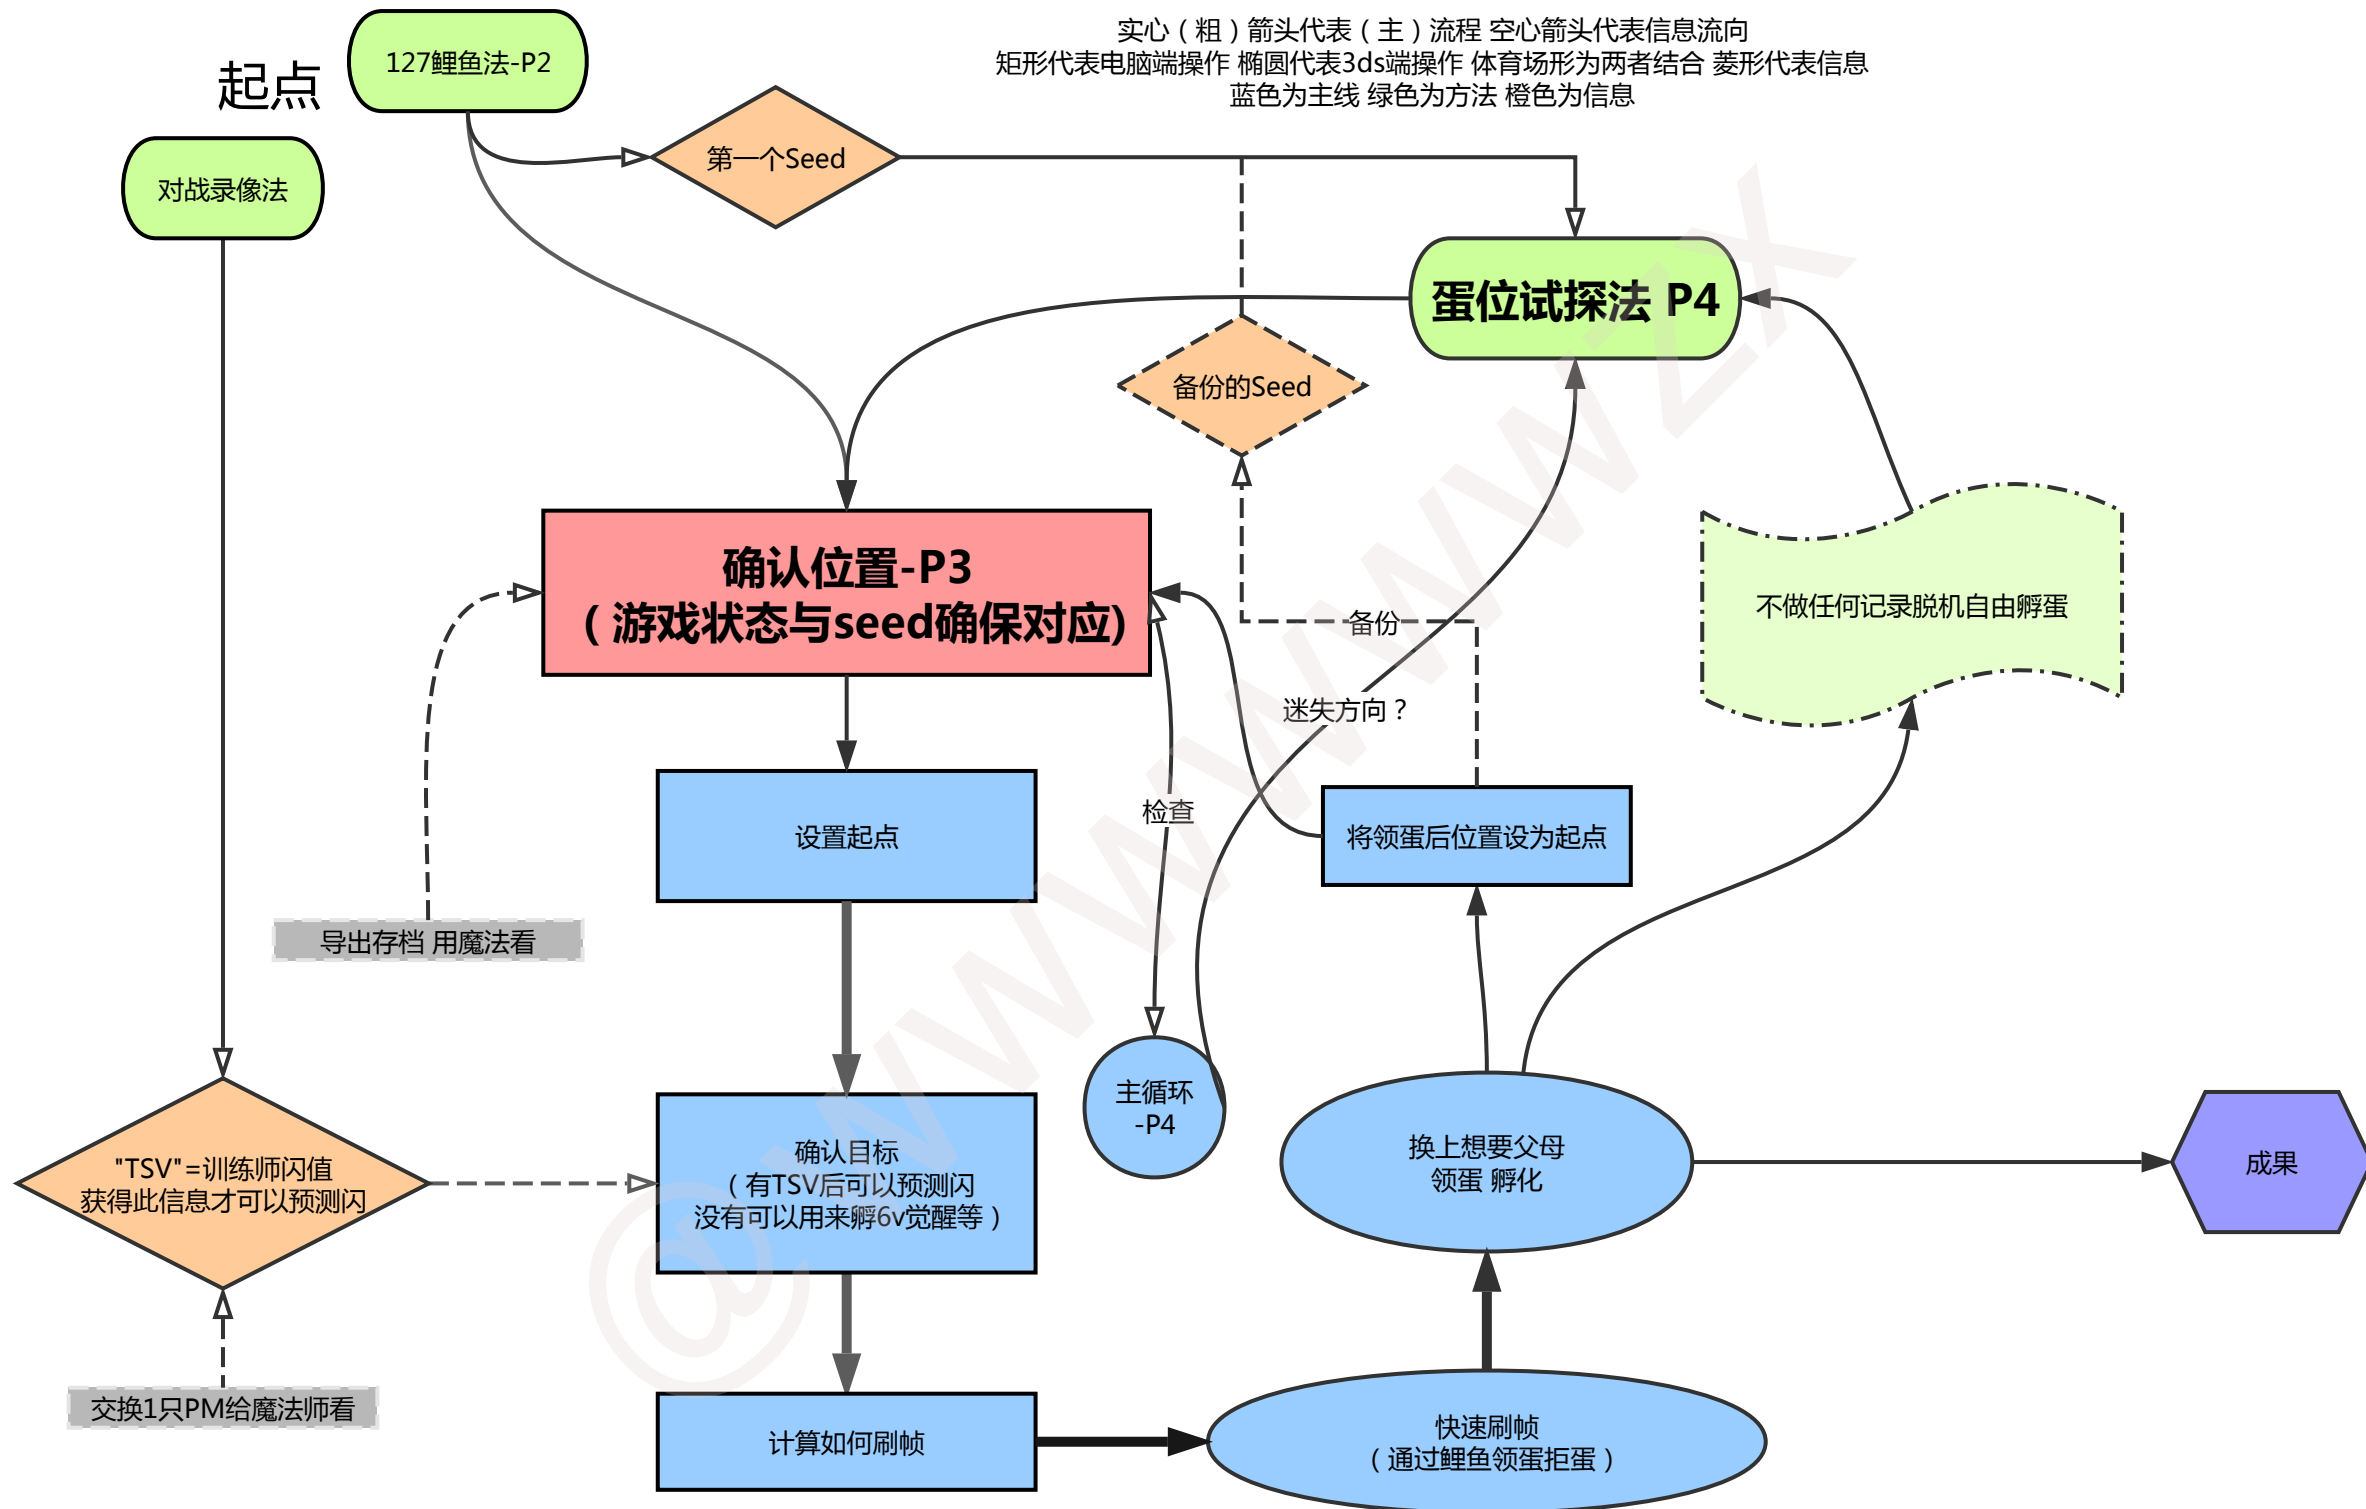 实心（粗）箭头代表（主）流程 空心箭头代表信息流向
矩形代表电脑端操作 椭圆代表3ds端操作 体育场形为两者结合 菱形代表信息
蓝色为主线 绿色为方法 橙色为信息
127鲤鱼法-P2
起点
对战录像法
第一个Seed
蛋位试探法 P4
备份的Seed
确认位置-P3
（游戏状态与seed确保对应)
不做任何记录脱机自由孵蛋
备份
迷失方向？
检查
设置起点
将领蛋后位置设为起点
导出存档 用魔法看
主循环
-P4
"TSV"=训练师闪值
获得此信息才可以预测闪
确认目标
（有TSV后可以预测闪
没有可以用来孵6v觉醒等）
换上想要父母
领蛋 孵化
成果
交换1只PM给魔法师看
计算如何刷帧
快速刷帧
（通过鲤鱼领蛋拒蛋）
@wwwwwzx